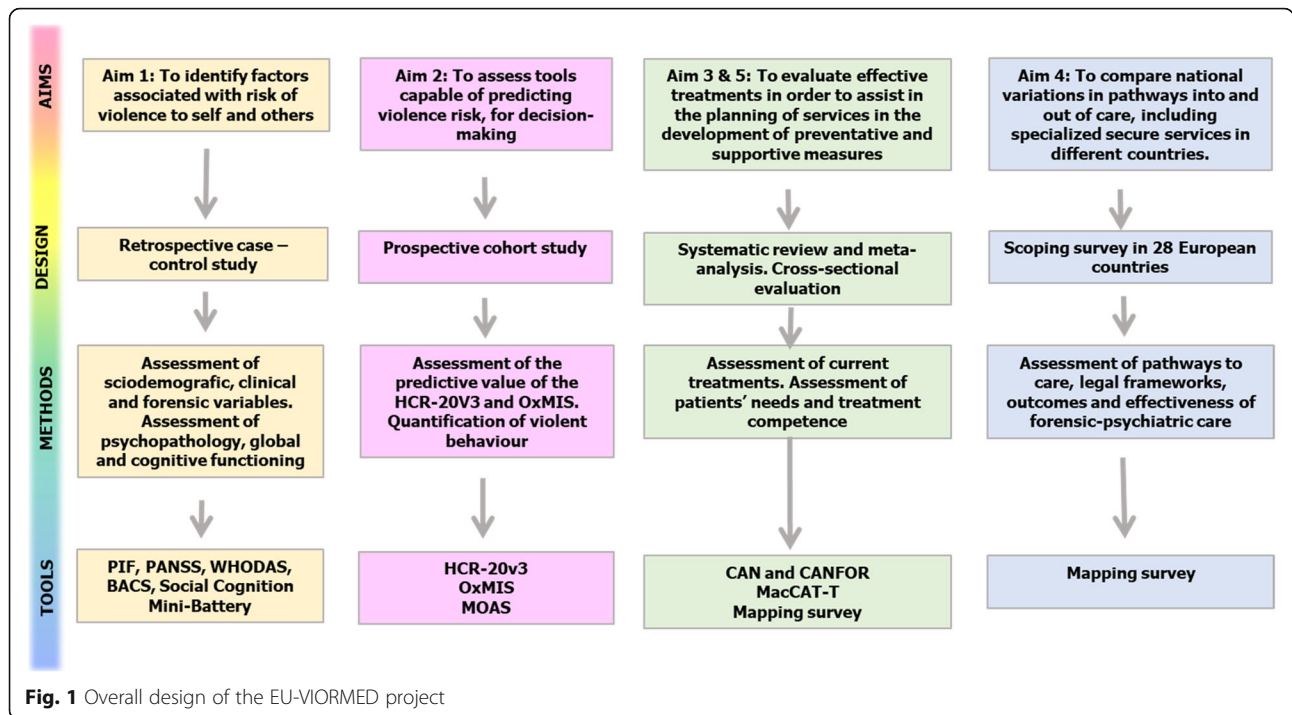 AIMS
Aim 1: To identify factors
associated with risk of
violence to self and others
Aim 2: To assess tools
capable of predicting
violence risk, for decision-
making
Aim 3 & 5: To evaluate effective
treatments in order to assist in
the planning of services in the
development of preventative and
supportive measures
Aim 4: To compare national
variations in pathways into and
out of care, including
specialized secure services in
different countries.
DESIGN
Retrospective case –
control study
Prospective cohort study
Systematic review and meta-
analysis. Cross-sectional
evaluation
Scoping survey in 28 European
countries
METHODS
Assessment of
sciodemografic, clinical
and forensic variables.
Assessment of
psychopathology, global
and cognitive functioning
Assessment of the
predictive value of the
HCR-20V3 and OxMIS.
Quantification of violent
behaviour
Assessment of current
treatments. Assessment of
patients’ needs and treatment
competence
Assessment of pathways to
care, legal frameworks,
outcomes and effectiveness of
forensic-psychiatric care
TOOLS
PIF, PANSS, WHODAS,
BACS, Social Cognition
Mini-Battery
HCR-20v3
OxMIS
MOAS
CAN and CANFOR
MacCAT-T
Mapping survey
Mapping survey
Fig. 1 Overall design of the EU-VIORMED project